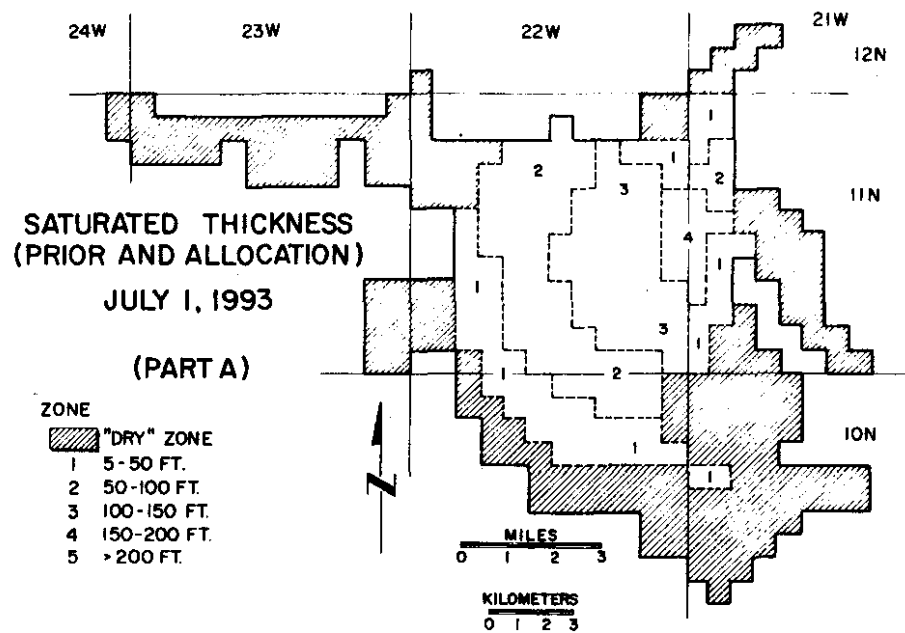 24W 23W 22W 21W
12N
1
1
2
2
3
11N
SATURATED THICKNESS
(PRIOR AND ALLOCATION)
4
JULY 1, 1993
1
1
3
1
(PART A)
1
2
ZONE
"DRY" ZONE
10N
1 5-50 FT.
1
2 50-100 FT.
1
3 100-150 FT.
N
4 150-200 FT.
MILES
5 >200 FT.
0 1 2 3
KILOMETERS
0 1 2 3